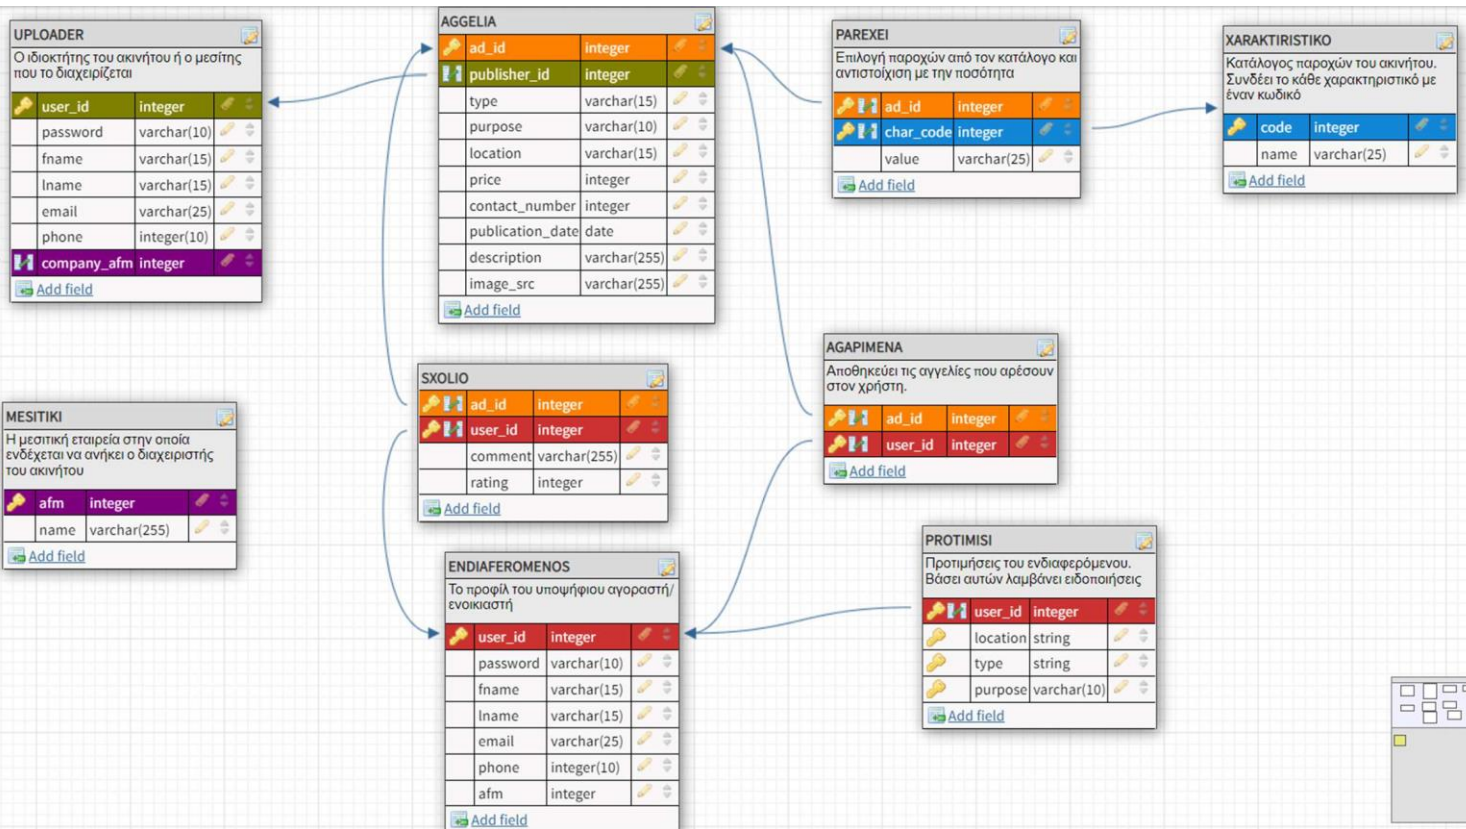 UPLOADER
Ο ιδιοκτήτης του ακινήτου ή ο μεσίτης
που το διαχειρίζεται
user_id integer
password varchar(10)
fname varchar(15)
lname varchar(15)
email varchar(25)
phone integer(10)
company_afm integer
Add field
AGGELIA
ad_id integer
publisher_id integer
type varchar(15)
purpose varchar(10)
location varchar(15)
price integer
contact_number integer
publication_date date
description varchar(255)
image_src varchar(255)
Add field
PAREXEI
Επιλογή παροχών από τον κατάλογο και
αντιστοίχιση με την ποσότητα
ad_id integer
char_code integer
value varchar(25)
Add field
XARAKTIRISTIKO
Κατάλογος παροχών του ακινήτου.
Συνδέει το κάθε χαρακτηριστικό με
έναν κωδικό
code integer
name varchar(25)
Add field
MESITIKI
Η μεσιτική εταιρεία στην οποία
ενδέχεται να ανήκει ο διαχειριστής
του ακινήτου
afm integer
name varchar(255)
Add field
SXOLIO
ad_id integer
user_id integer
comment varchar(255)
rating integer
Add field
AGAPIMENA
Αποθηκεύει τις αγγελίες που αρέσουν
στον χρήστη.
ad_id integer
user_id integer
Add field
ENDIAFEROMENOS
Το προφίλ του υποψήφιου αγοραστή/
ενοικιαστή
user_id integer
password varchar(10)
fname varchar(15)
lname varchar(15)
email varchar(25)
phone integer(10)
afm integer
Add field
PROTIMISI
Προτιμήσεις του ενδιαφερόμενου.
Βάσει αυτών λαμβάνει ειδοποιήσεις
user_id integer
location string
type string
purpose varchar(10)
Add field